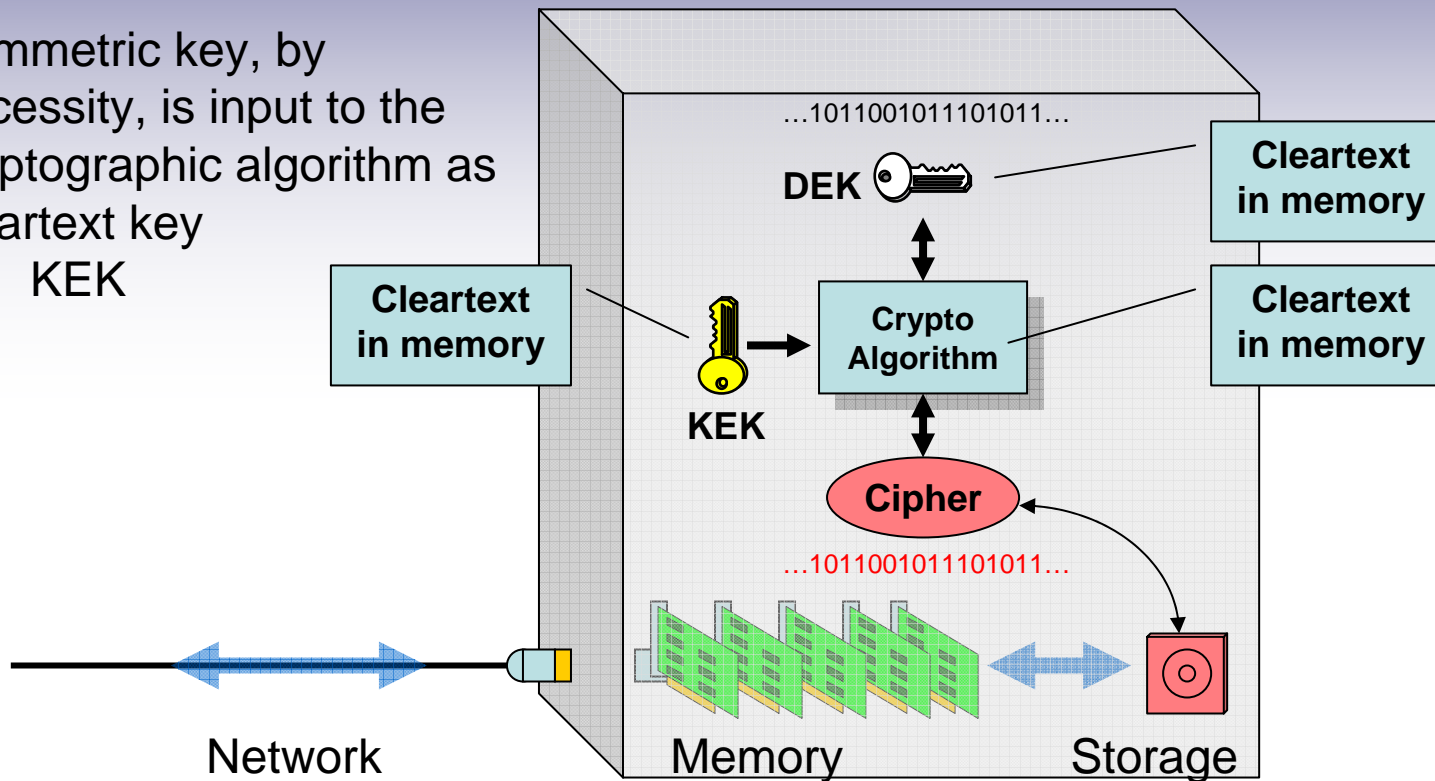 mmetric key, by
cessity, is input to the
ptographic algorithm as
artext key
KEK
…1011001011101011…
DEK
Cleartext
in memory
Cleartext
in memory
Crypto
Algorithm
Cleartext
in memory
KEK
Cipher
…1011001011101011…
Network
Memory
Storage